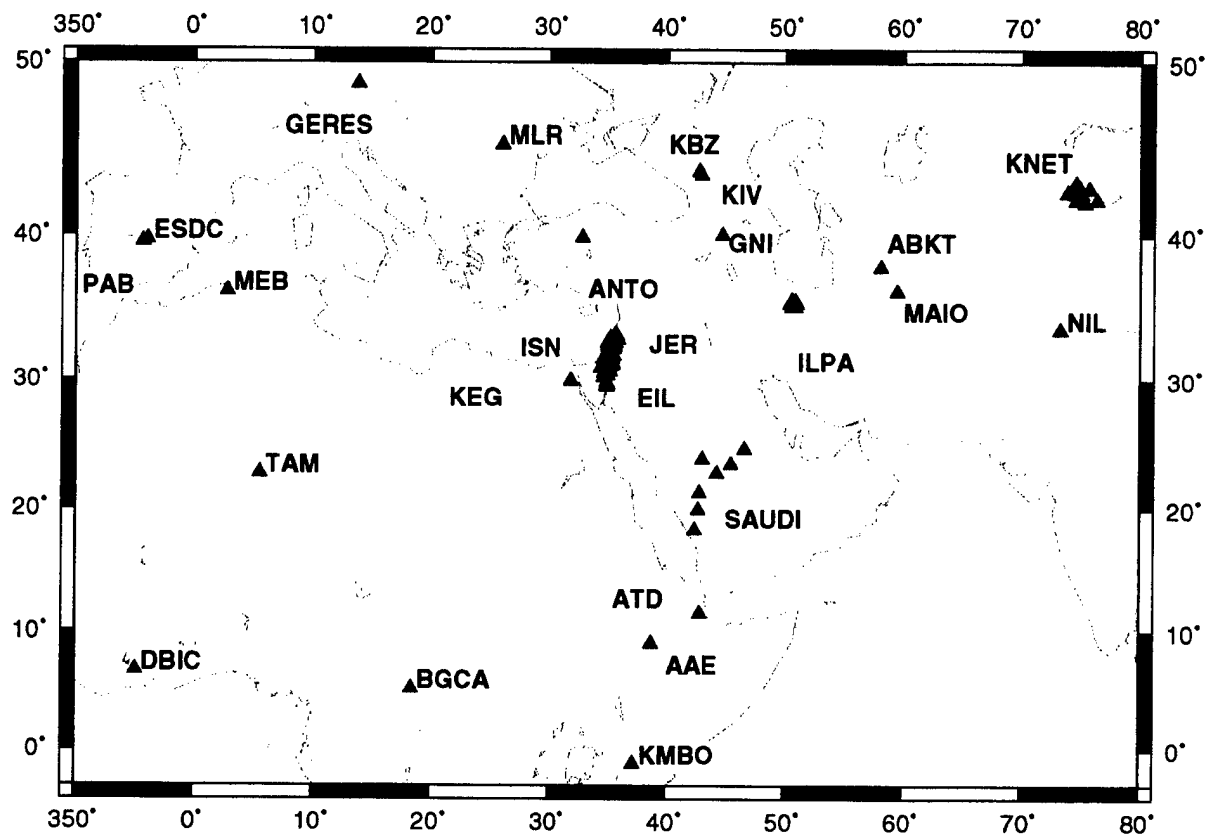 350° 0° 10° 20° 30° 40° 50° 60° 70° 80°
50° 50°
GERES
MLR
KBZ
KNET
KIV
ESDC
40° GNI ABKT 40°
PAB MEB ANTO
MAIO NIL
ISN JER
ILPA
30° KEG EIL 30°
TAM
20° SAUDI 20°
ATD
10° 10°
DBIC AAE
BGCA
0° KMBO 0°
350° 0° 10° 20° 30° 40° 50° 60° 70° 80°